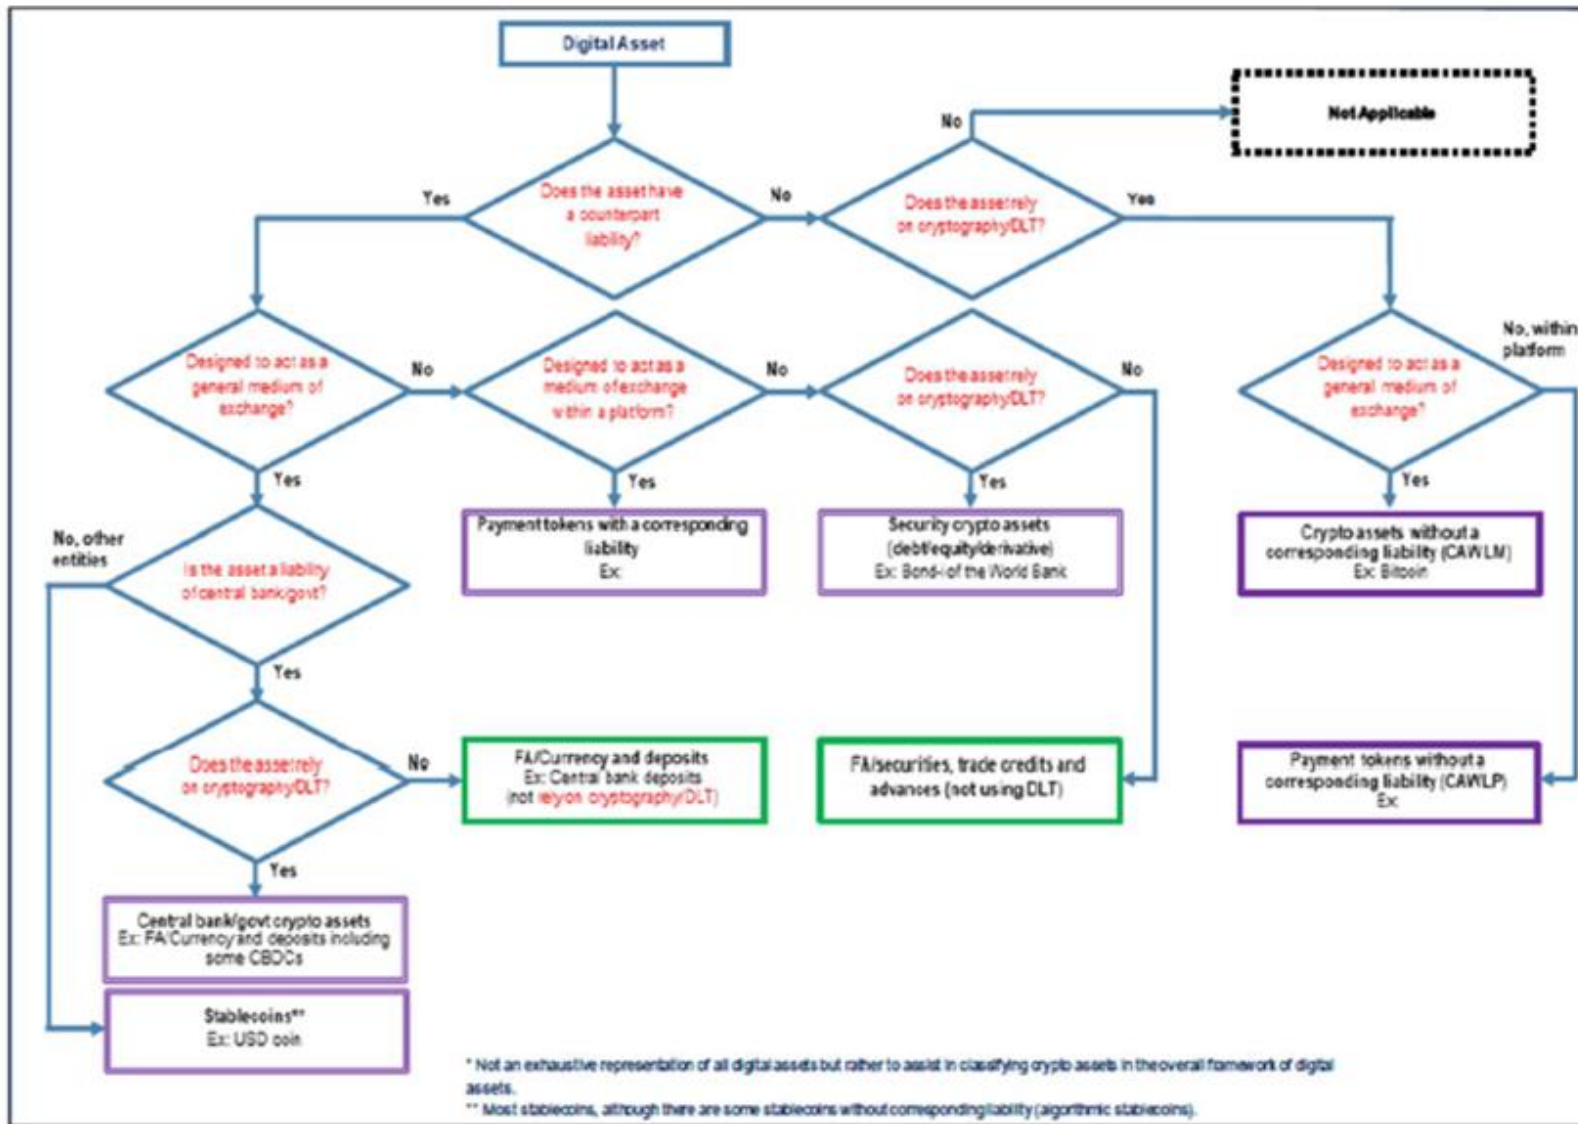 Digital Asset
Not Applicable
No
Does the asset have
a counterpart
liability?
Yes
No
Does the asset rely
on cryptography/DLT?
Yes
Designed to act as a
general medium of
exchange?
No
Designed to act as a
medium of exchange
within a platform?
No
Does the asset rely
on cryptography/DLT?
No
Designed to act as a
general medium of
exchange?
No, within
platform
Yes
Yes
Yes
Yes
No, other
entities
Is the asset a liability
of central bank/govt?
Payment tokens with a corresponding
liability
Ex:
Security crypto assets
(debt/equity/derivative)
Ex: Bond-i of the World Bank
Crypto assets without a
corresponding liability (CAWLM)
Ex: Bitcoin
Yes
Does the asset rely
on cryptography/DLT?
No
FA/Currency and deposits
Ex: Central bank deposits
(not rely on cryptography/DLT)
FA/securities, trade credits and
advances (not using DLT)
Payment tokens without a
corresponding liability (CAWLP)
Ex:
Yes
Central bank/govt crypto assets
Ex: FA/Currency and deposits including
some CBDCs
Stablecoins**
Ex: USD coin
* Not an exhaustive representation of all digital assets but rather to assist in classifying crypto assets in the overall framework of digital
assets.
** Most stablecoins, although there are some stablecoins without corresponding liability (algorithmic stablecoins).